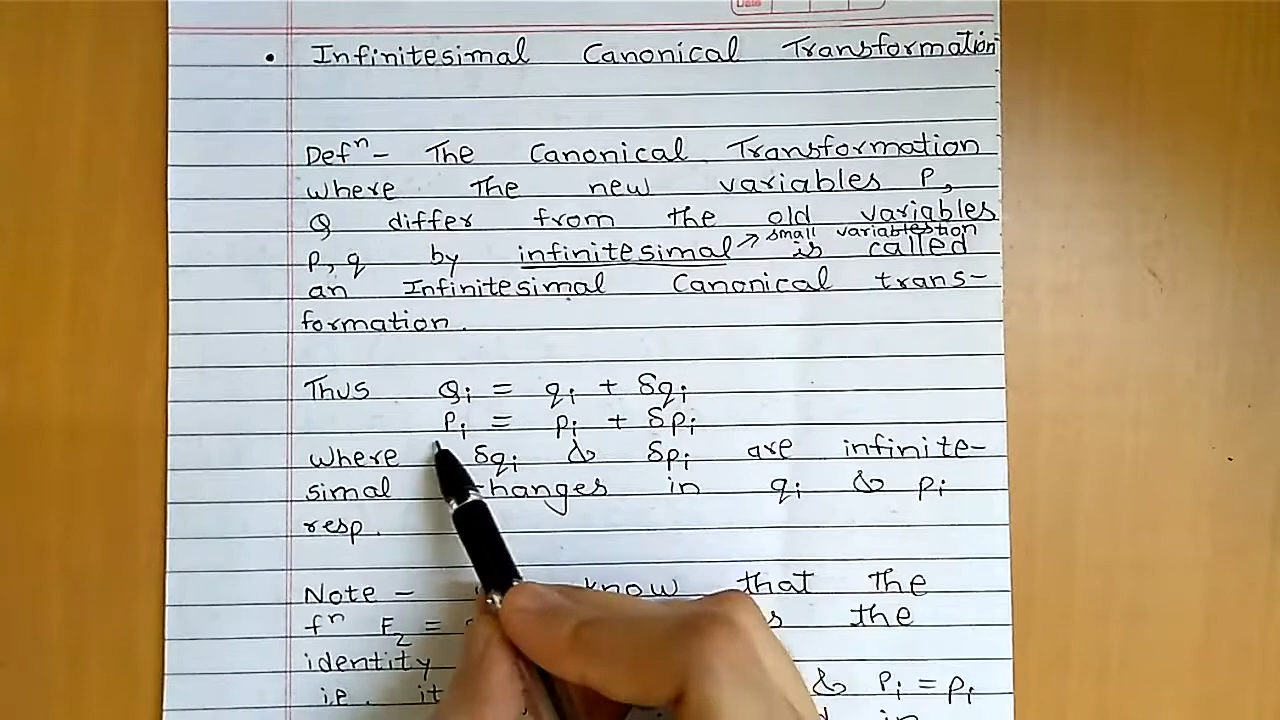 Date
• Infinitesimal Canonical Transformation
Defⁿ - The Canonical Transformation
where the new variables P,
Q differ from the old variables
p, q by infinitesimal → small variation is called
an Infinitesimal Canonical trans-
formation.
Thus Qᵢ = qᵢ + δqᵢ
Pᵢ = pᵢ + δpᵢ
where δqᵢ & δpᵢ are infinite-
simal changes in qᵢ & pᵢ
resp.
Note - know that the
fⁿ F₂ = the
identity
i.e. it & Pᵢ = pᵢ
in